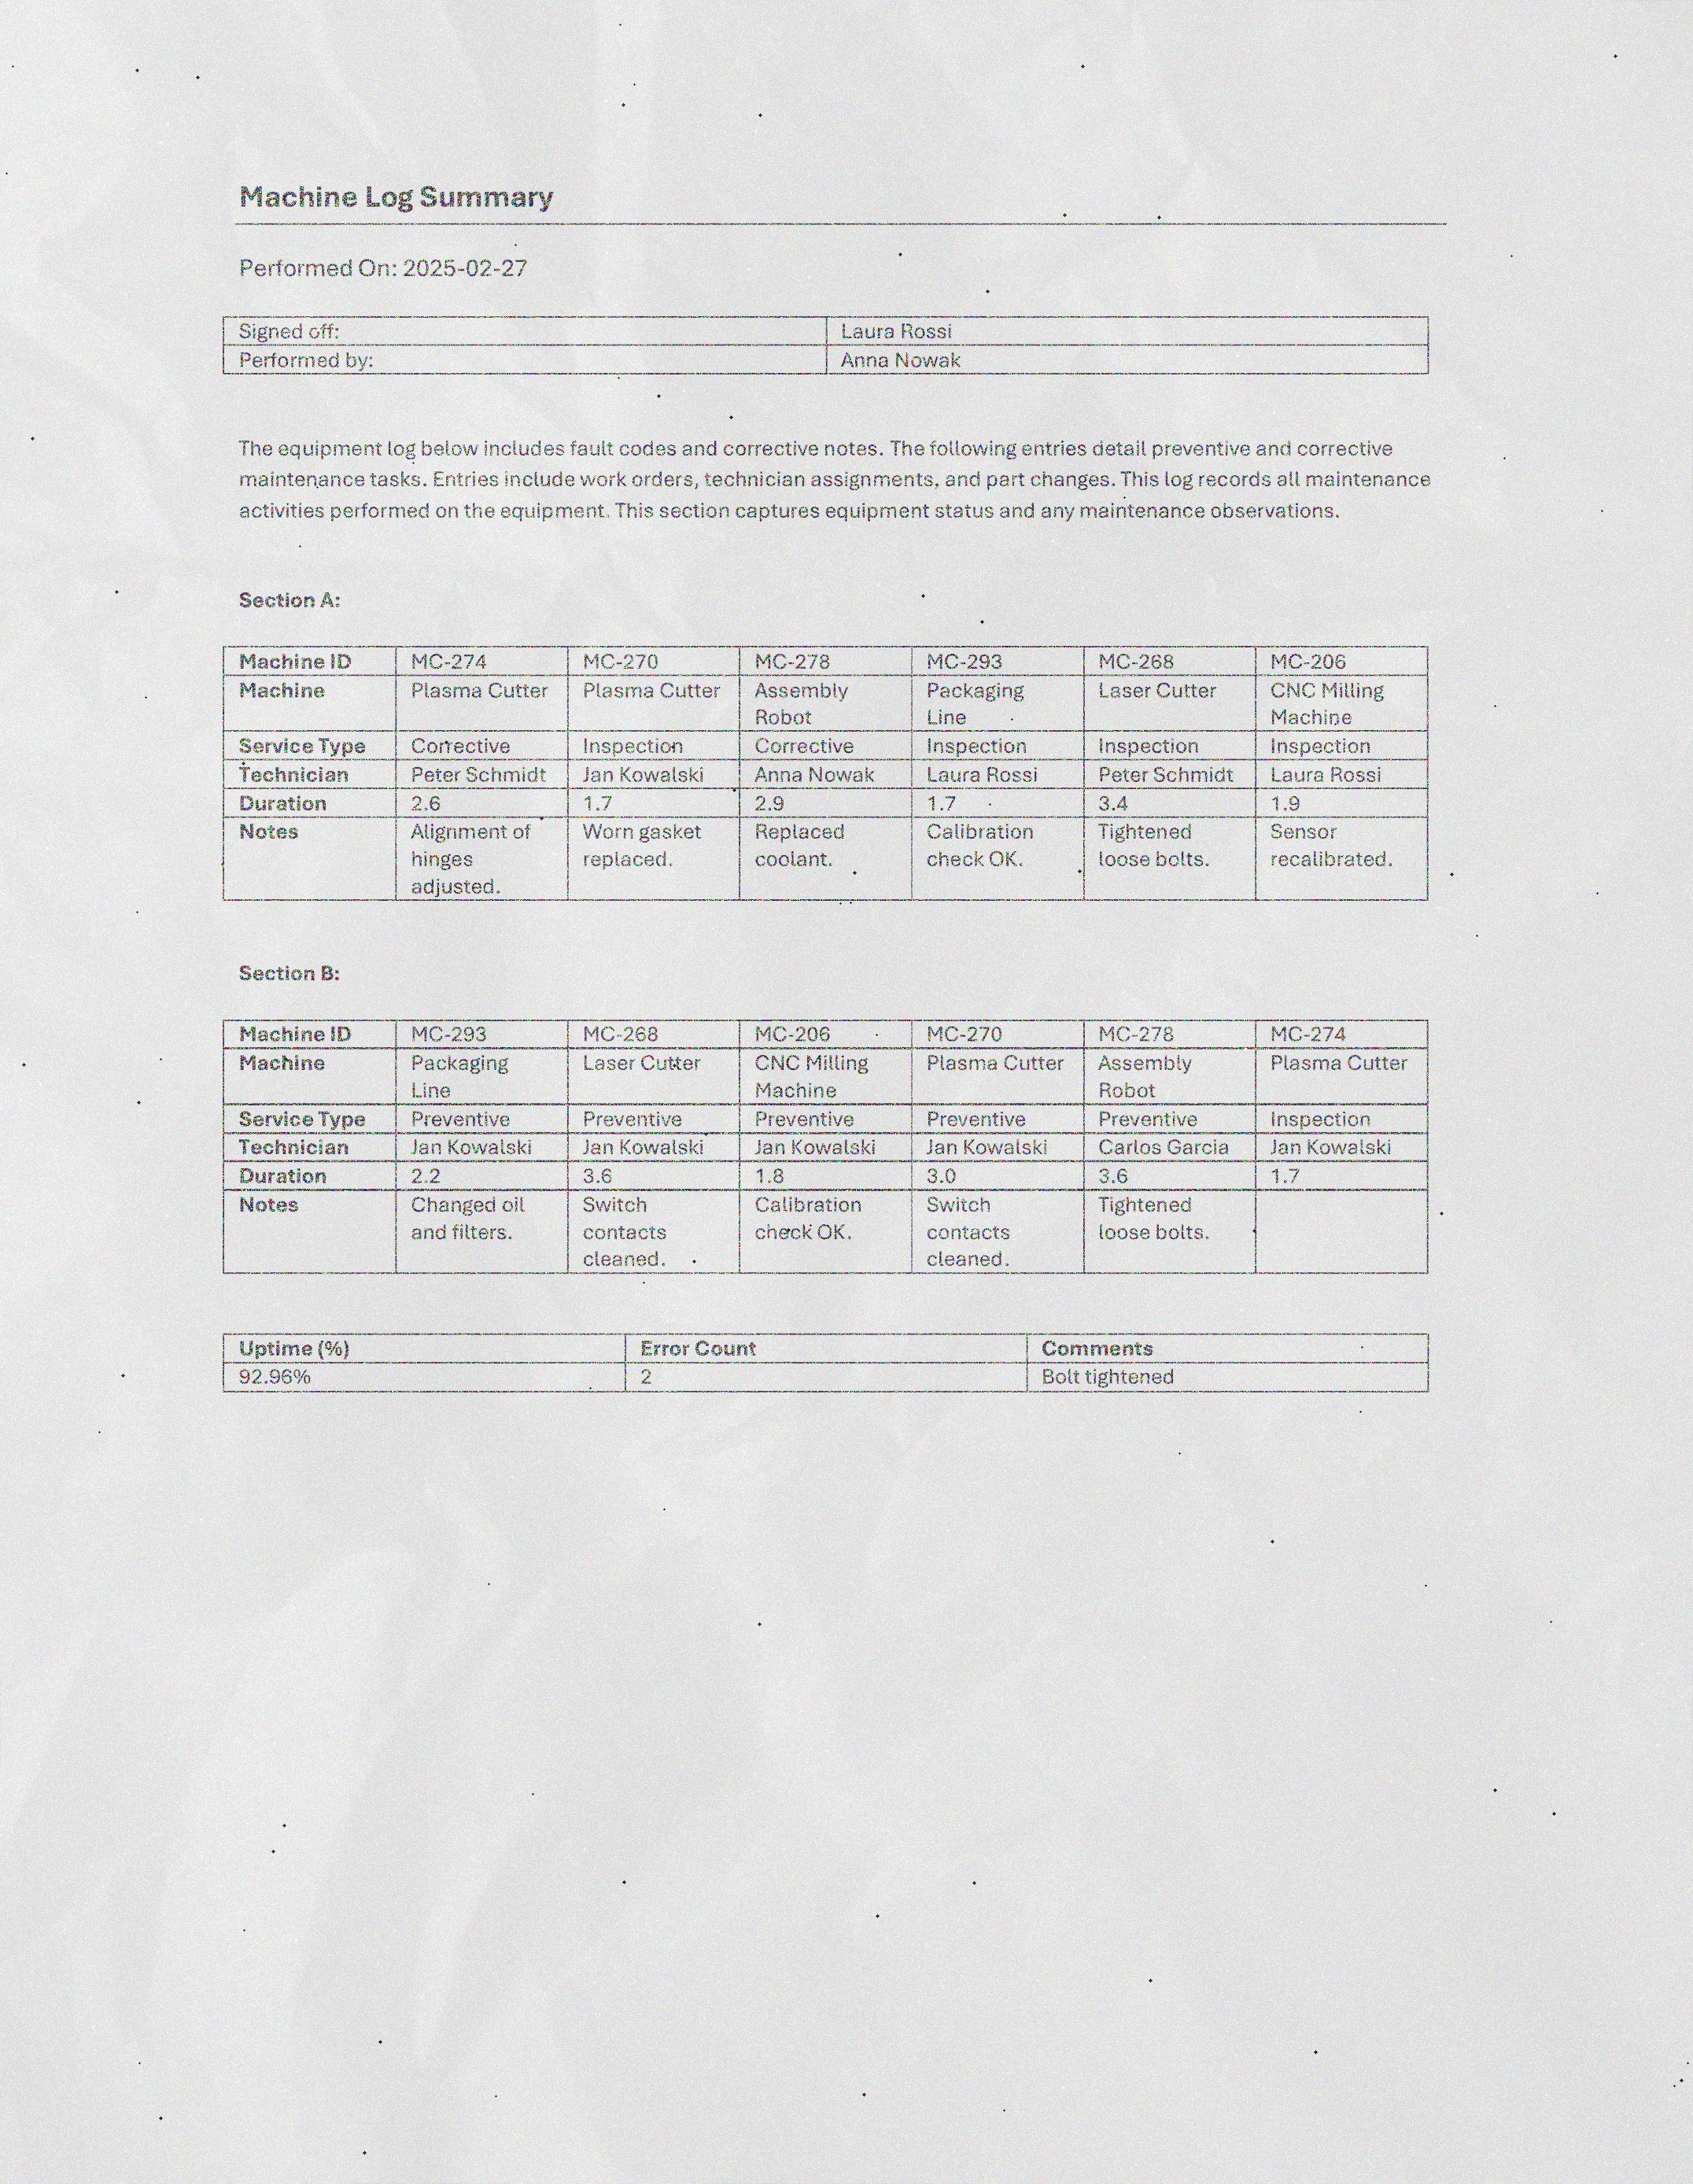 Machine Log Summary
Performed On: 2025-02-27
Signed off: Laura Rossi
Performed by: Anna Nowak
The equipment log below includes fault codes and corrective notes. The following entries detail preventive and corrective
maintenance tasks. Entries include work orders, technician assignments, and part changes. This log records all maintenance
activities performed on the equipment. This section captures equipment status and any maintenance observations.
Section A:
Machine ID MC-274 MC-270 MC-278 MC-293 MC-268 MC-206
Machine Plasma Cutter Plasma Cutter Assembly Packaging Laser Cutter CNC Milling
Robot Line Machine
Service Type Corrective Inspection Corrective Inspection Inspection Inspection
Technician Peter Schmidt Jan Kowalski Anna Nowak Laura Rossi Peter Schmidt Laura Rossi
Duration 2.6 1.7 2.9 1.7 3.4 1.9
Notes Alignment of Worn gasket Replaced Calibration Tightened Sensor
hinges replaced. coolant. check OK. loose bolts. recalibrated.
adjusted.
Section B:
Machine ID MC-293 MC-268 MC-206 MC-270 MC-278 MC-274
Machine Packaging Laser Cutter CNC Milling Plasma Cutter Assembly Plasma Cutter
Line Machine Robot
Service Type Preventive Preventive Preventive Preventive Preventive Inspection
Technician Jan Kowalski Jan Kowalski Jan Kowalski Jan Kowalski Carlos Garcia Jan Kowalski
Duration 2.2 3.6 1.8 3.0 3.6 1.7
Notes Changed oil Switch Calibration Switch Tightened
and filters. contacts check OK. contacts loose bolts.
cleaned. cleaned.
Uptime (%) Error Count Comments
92.96% 2 Bolt tightened